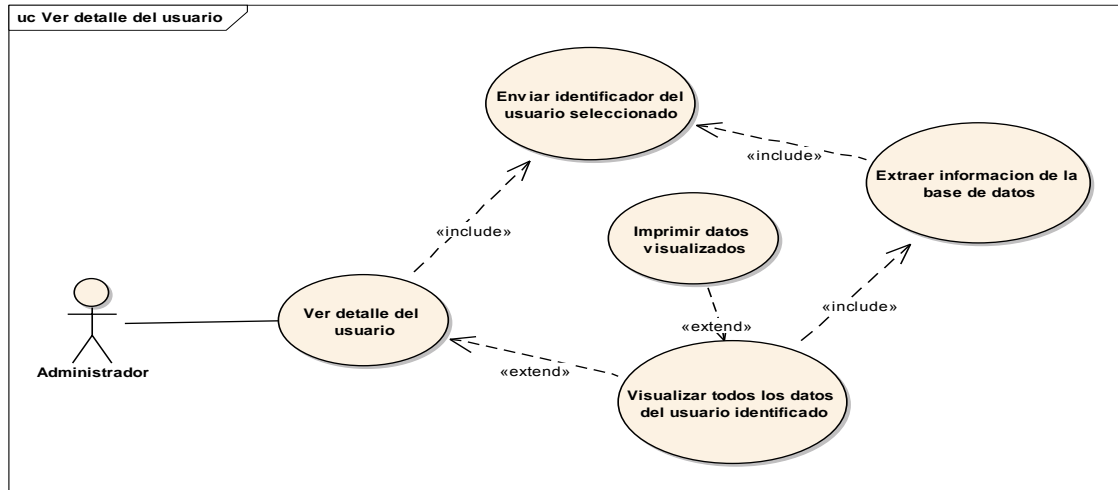 uc Ver detalle del usuario
Enviar identificador del
usuario seleccionado
«include»
Extraer informacion de la
base de datos
Imprimir datos
visualizados
«include»
«include»
Ver detalle del
usuario
«extend»
Administrador
«extend»
Visualizar todos los datos
del usuario identificado